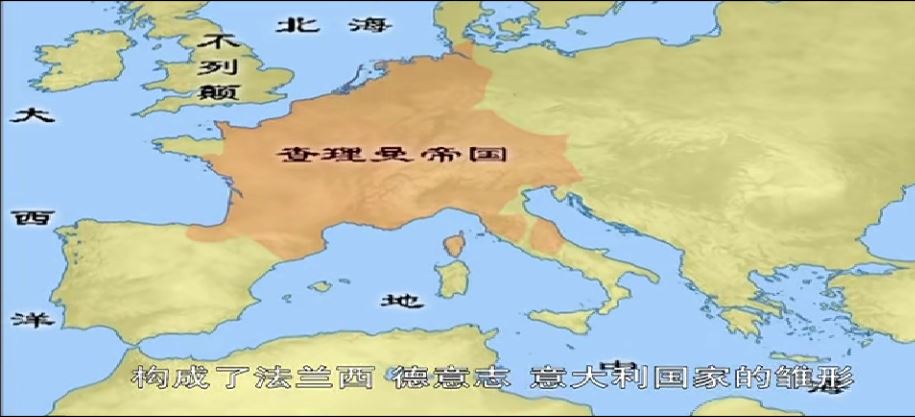 北海
不列颠
大西洋
查理曼帝国
地中海
构成了法兰西 德意志 意大利国家的雏形